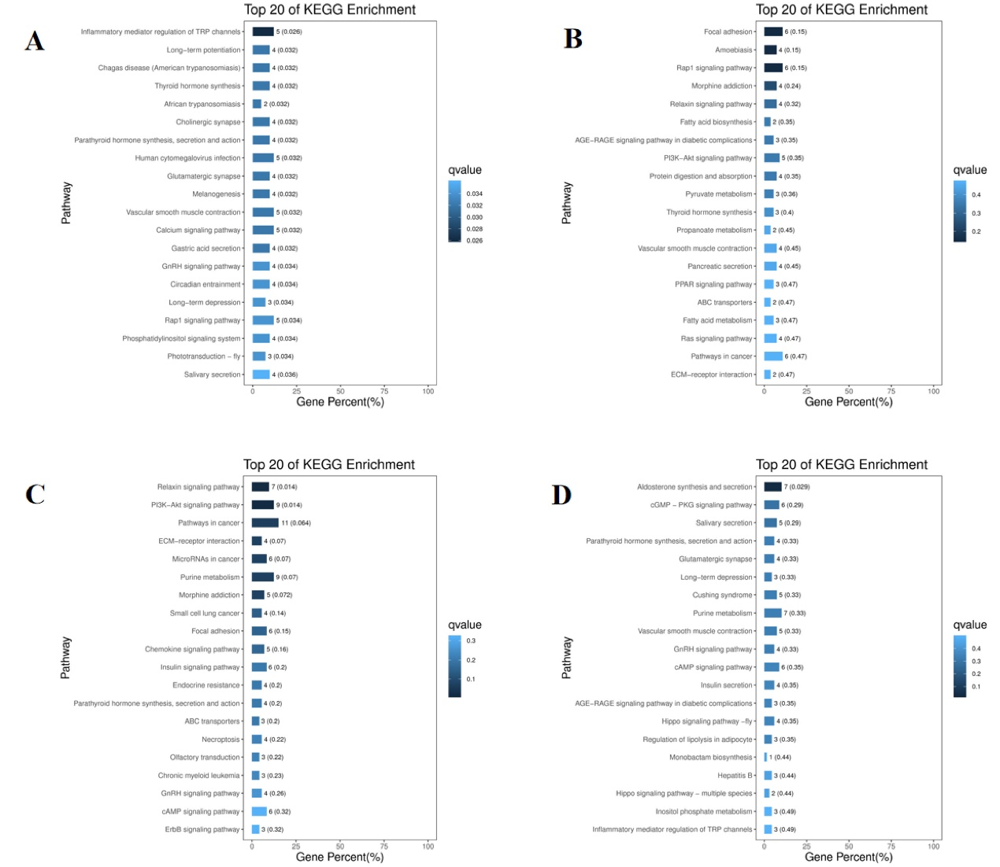 A
Top 20 of KEGG Enrichment
Pathway
Inflammatory mediator regulation of TRP channels 5 (0.026)
Long−term potentiation 4 (0.032)
Chagas disease (American trypanosomiasis) 4 (0.032)
Thyroid hormone synthesis 4 (0.032)
African trypanosomiasis 2 (0.032)
Cholinergic synapse 4 (0.032)
Parathyroid hormone synthesis, secretion and action 4 (0.032)
Human cytomegalovirus infection 5 (0.032)
Glutamatergic synapse 4 (0.032)
Melanogenesis 4 (0.032)
Vascular smooth muscle contraction 5 (0.032)
Calcium signaling pathway 5 (0.032)
Gastric acid secretion 4 (0.032)
GnRH signaling pathway 4 (0.034)
Circadian entrainment 4 (0.034)
Long−term depression 3 (0.034)
Rap1 signaling pathway 5 (0.034)
Phosphatidylinositol signaling system 4 (0.034)
Phototransduction − fly 3 (0.034)
Salivary secretion 4 (0.036)
0 25 50 75 100
Gene Percent(%)
qvalue
0.034
0.032
0.030
0.028
0.026
B
Top 20 of KEGG Enrichment
Pathway
Focal adhesion 6 (0.15)
Amoebiasis 4 (0.15)
Rap1 signaling pathway 6 (0.15)
Morphine addiction 4 (0.24)
Relaxin signaling pathway 4 (0.32)
Fatty acid biosynthesis 2 (0.35)
AGE−RAGE signaling pathway in diabetic complications 3 (0.35)
PI3K−Akt signaling pathway 5 (0.35)
Protein digestion and absorption 4 (0.35)
Pyruvate metabolism 3 (0.36)
Thyroid hormone synthesis 3 (0.4)
Propanoate metabolism 2 (0.45)
Vascular smooth muscle contraction 4 (0.45)
Pancreatic secretion 4 (0.45)
PPAR signaling pathway 3 (0.47)
ABC transporters 2 (0.47)
Fatty acid metabolism 3 (0.47)
Ras signaling pathway 4 (0.47)
Pathways in cancer 6 (0.47)
ECM−receptor interaction 2 (0.47)
0 25 50 75 100
Gene Percent(%)
qvalue
0.4
0.3
0.2
C
Top 20 of KEGG Enrichment
Pathway
Relaxin signaling pathway 7 (0.014)
PI3K−Akt signaling pathway 9 (0.014)
Pathways in cancer 11 (0.064)
ECM−receptor interaction 4 (0.07)
MicroRNAs in cancer 6 (0.07)
Purine metabolism 9 (0.07)
Morphine addiction 5 (0.072)
Small cell lung cancer 4 (0.14)
Focal adhesion 6 (0.15)
Chemokine signaling pathway 5 (0.16)
Insulin signaling pathway 6 (0.2)
Endocrine resistance 4 (0.2)
Parathyroid hormone synthesis, secretion and action 4 (0.2)
ABC transporters 3 (0.2)
Necroptosis 4 (0.22)
Olfactory transduction 3 (0.22)
Chronic myeloid leukemia 3 (0.23)
GnRH signaling pathway 4 (0.26)
cAMP signaling pathway 6 (0.32)
ErbB signaling pathway 3 (0.32)
0 25 50 75 100
Gene Percent(%)
qvalue
0.3
0.2
0.1
D
Top 20 of KEGG Enrichment
Pathway
Aldosterone synthesis and secretion 7 (0.029)
cGMP − PKG signaling pathway 6 (0.29)
Salivary secretion 5 (0.29)
Parathyroid hormone synthesis, secretion and action 4 (0.33)
Glutamatergic synapse 4 (0.33)
Long−term depression 3 (0.33)
Cushing syndrome 5 (0.33)
Purine metabolism 7 (0.33)
Vascular smooth muscle contraction 5 (0.33)
GnRH signaling pathway 4 (0.33)
cAMP signaling pathway 6 (0.35)
Insulin secretion 4 (0.35)
AGE−RAGE signaling pathway in diabetic complications 3 (0.35)
Hippo signaling pathway −fly 4 (0.35)
Regulation of lipolysis in adipocyte 3 (0.35)
Monobactam biosynthesis 1 (0.44)
Hepatitis B 3 (0.44)
Hippo signaling pathway − multiple species 2 (0.44)
Inositol phosphate metabolism 3 (0.49)
Inflammatory mediator regulation of TRP channels 3 (0.49)
0 25 50 75 100
Gene Percent(%)
qvalue
0.4
0.3
0.2
0.1